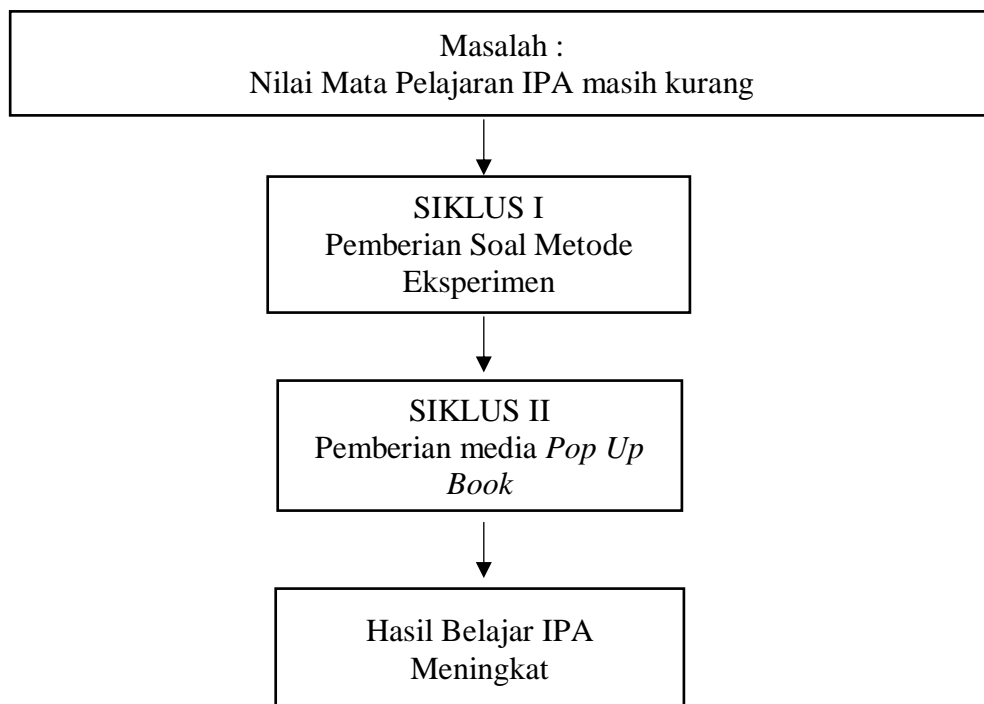 Masalah :
Nilai Mata Pelajaran IPA masih kurang
SIKLUS I
Pemberian Soal Metode
Eksperimen
SIKLUS II
Pemberian media Pop Up
Book
Hasil Belajar IPA
Meningkat